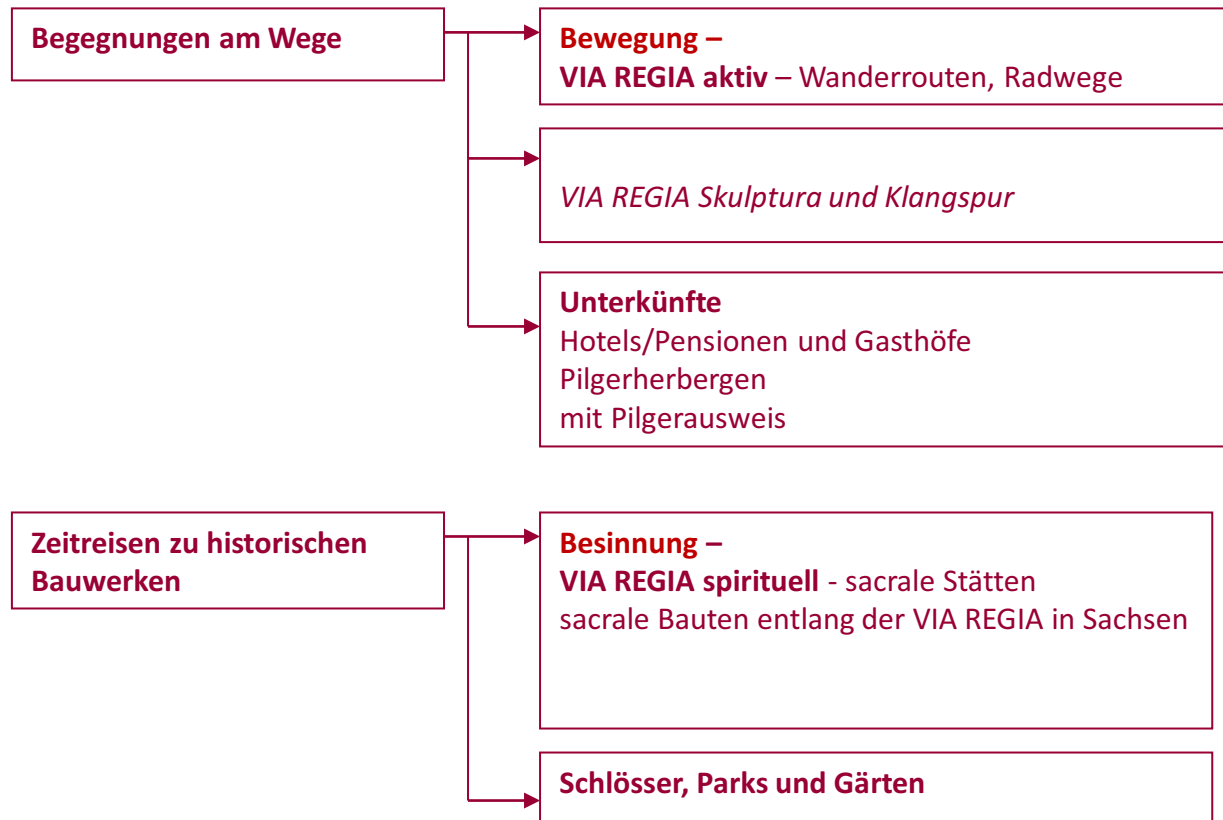 Begegnungen am Wege
Bewegung –
VIA REGIA aktiv – Wanderrouten, Radwege
VIA REGIA Skulptura und Klangspur
Unterkünfte
Hotels/Pensionen und Gasthöfe
Pilgerherbergen
mit Pilgerausweis
Zeitreisen zu historischen
Bauwerken
Besinnung –
VIA REGIA spirituell - sacrale Stätten
sacrale Bauten entlang der VIA REGIA in Sachsen
Schlösser, Parks und Gärten